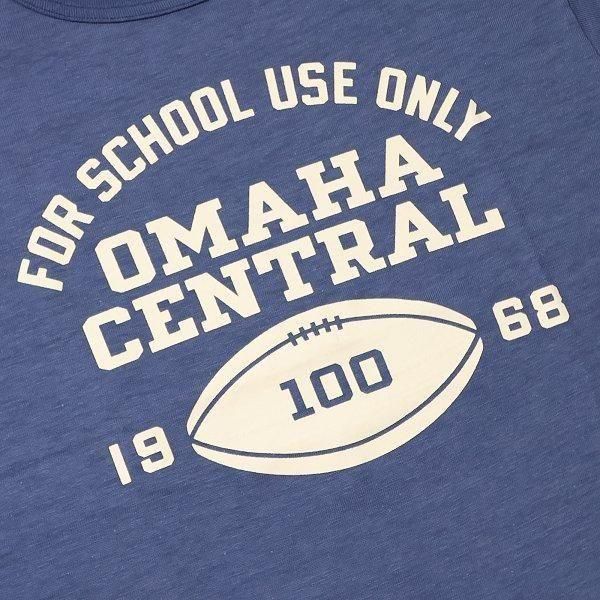 FOR SCHOOL USE ONLY
OMAHA
CENTRAL
19 100 68